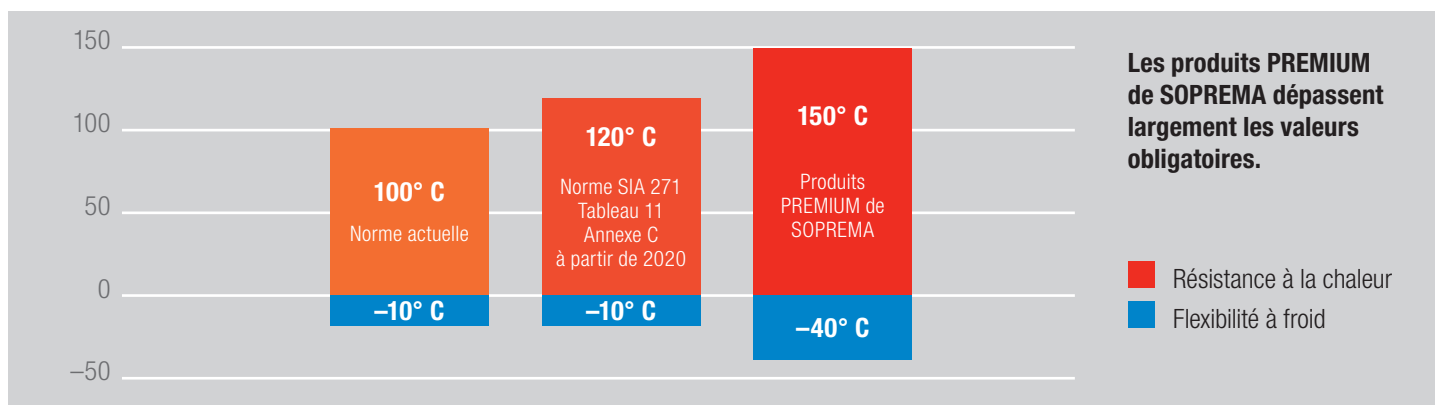 150
100
50
0
–50
100° C
Norme actuelle
–10° C
120° C
Norme SIA 271
Tableau 11
Annexe C
à partir de 2020
–10° C
150° C
Produits
PREMIUM de
SOPREMA
–40° C
Les produits PREMIUM
de SOPREMA dépassent
largement les valeurs
obligatoires.
Résistance à la chaleur
Flexibilité à froid